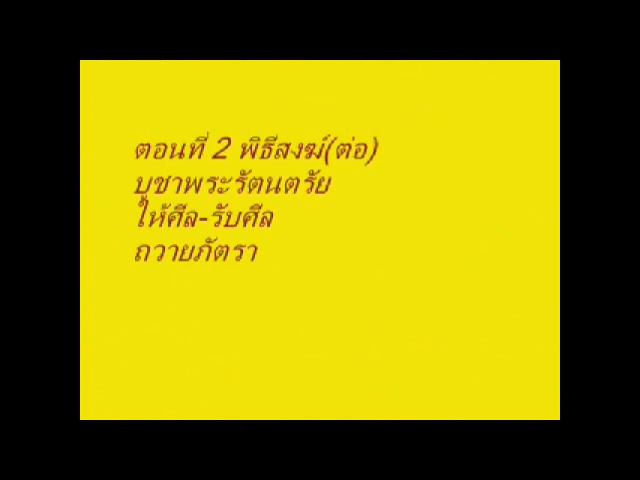 ตอนที่ 2 พิธีสงฆ์(ต่อ)
บูชาพระรัตนตรัย
ให้ศีล-รับศีล
ถวายภัตรา